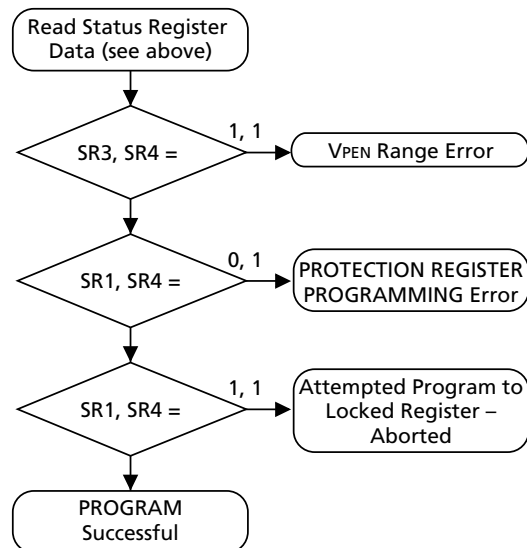 Read Status Register
Data (see above)
1, 1
SR3, SR4 =
VPEN Range Error
0, 1
SR1, SR4 =
PROTECTION REGISTER
PROGRAMMING Error
1, 1
SR1, SR4 =
Attempted Program to
Locked Register –
Aborted
PROGRAM
Successful